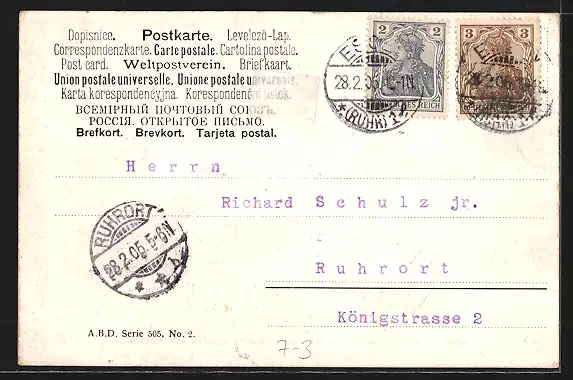 Dopisnice. Postkarte. Levelező-Lap.
Correspondenzkarte. Carte postale. Cartolina postale.
Post card. Weltpostverein. Briefkaart.
Union postale universelle. Unione postale universale.
Karta korespondencyjna. Korespondenční lístek.
ВСЕМІРНЫЙ ПОЧТОВЫЙ СОЮЗЪ.
РОССІЯ. ОТКРЫТОЕ ПИСЬМО.
Brefkort. Brevkort. Tarjeta postal.
2 2
3 3
28.2.05
(RUHR)
Herrn
Richard Schulz jr.
Ruhrort
Königstrasse 2
RUHRORT
28.2.05. 5-6N
* * b
A.B.D. Serie 505. No. 2.
7-3